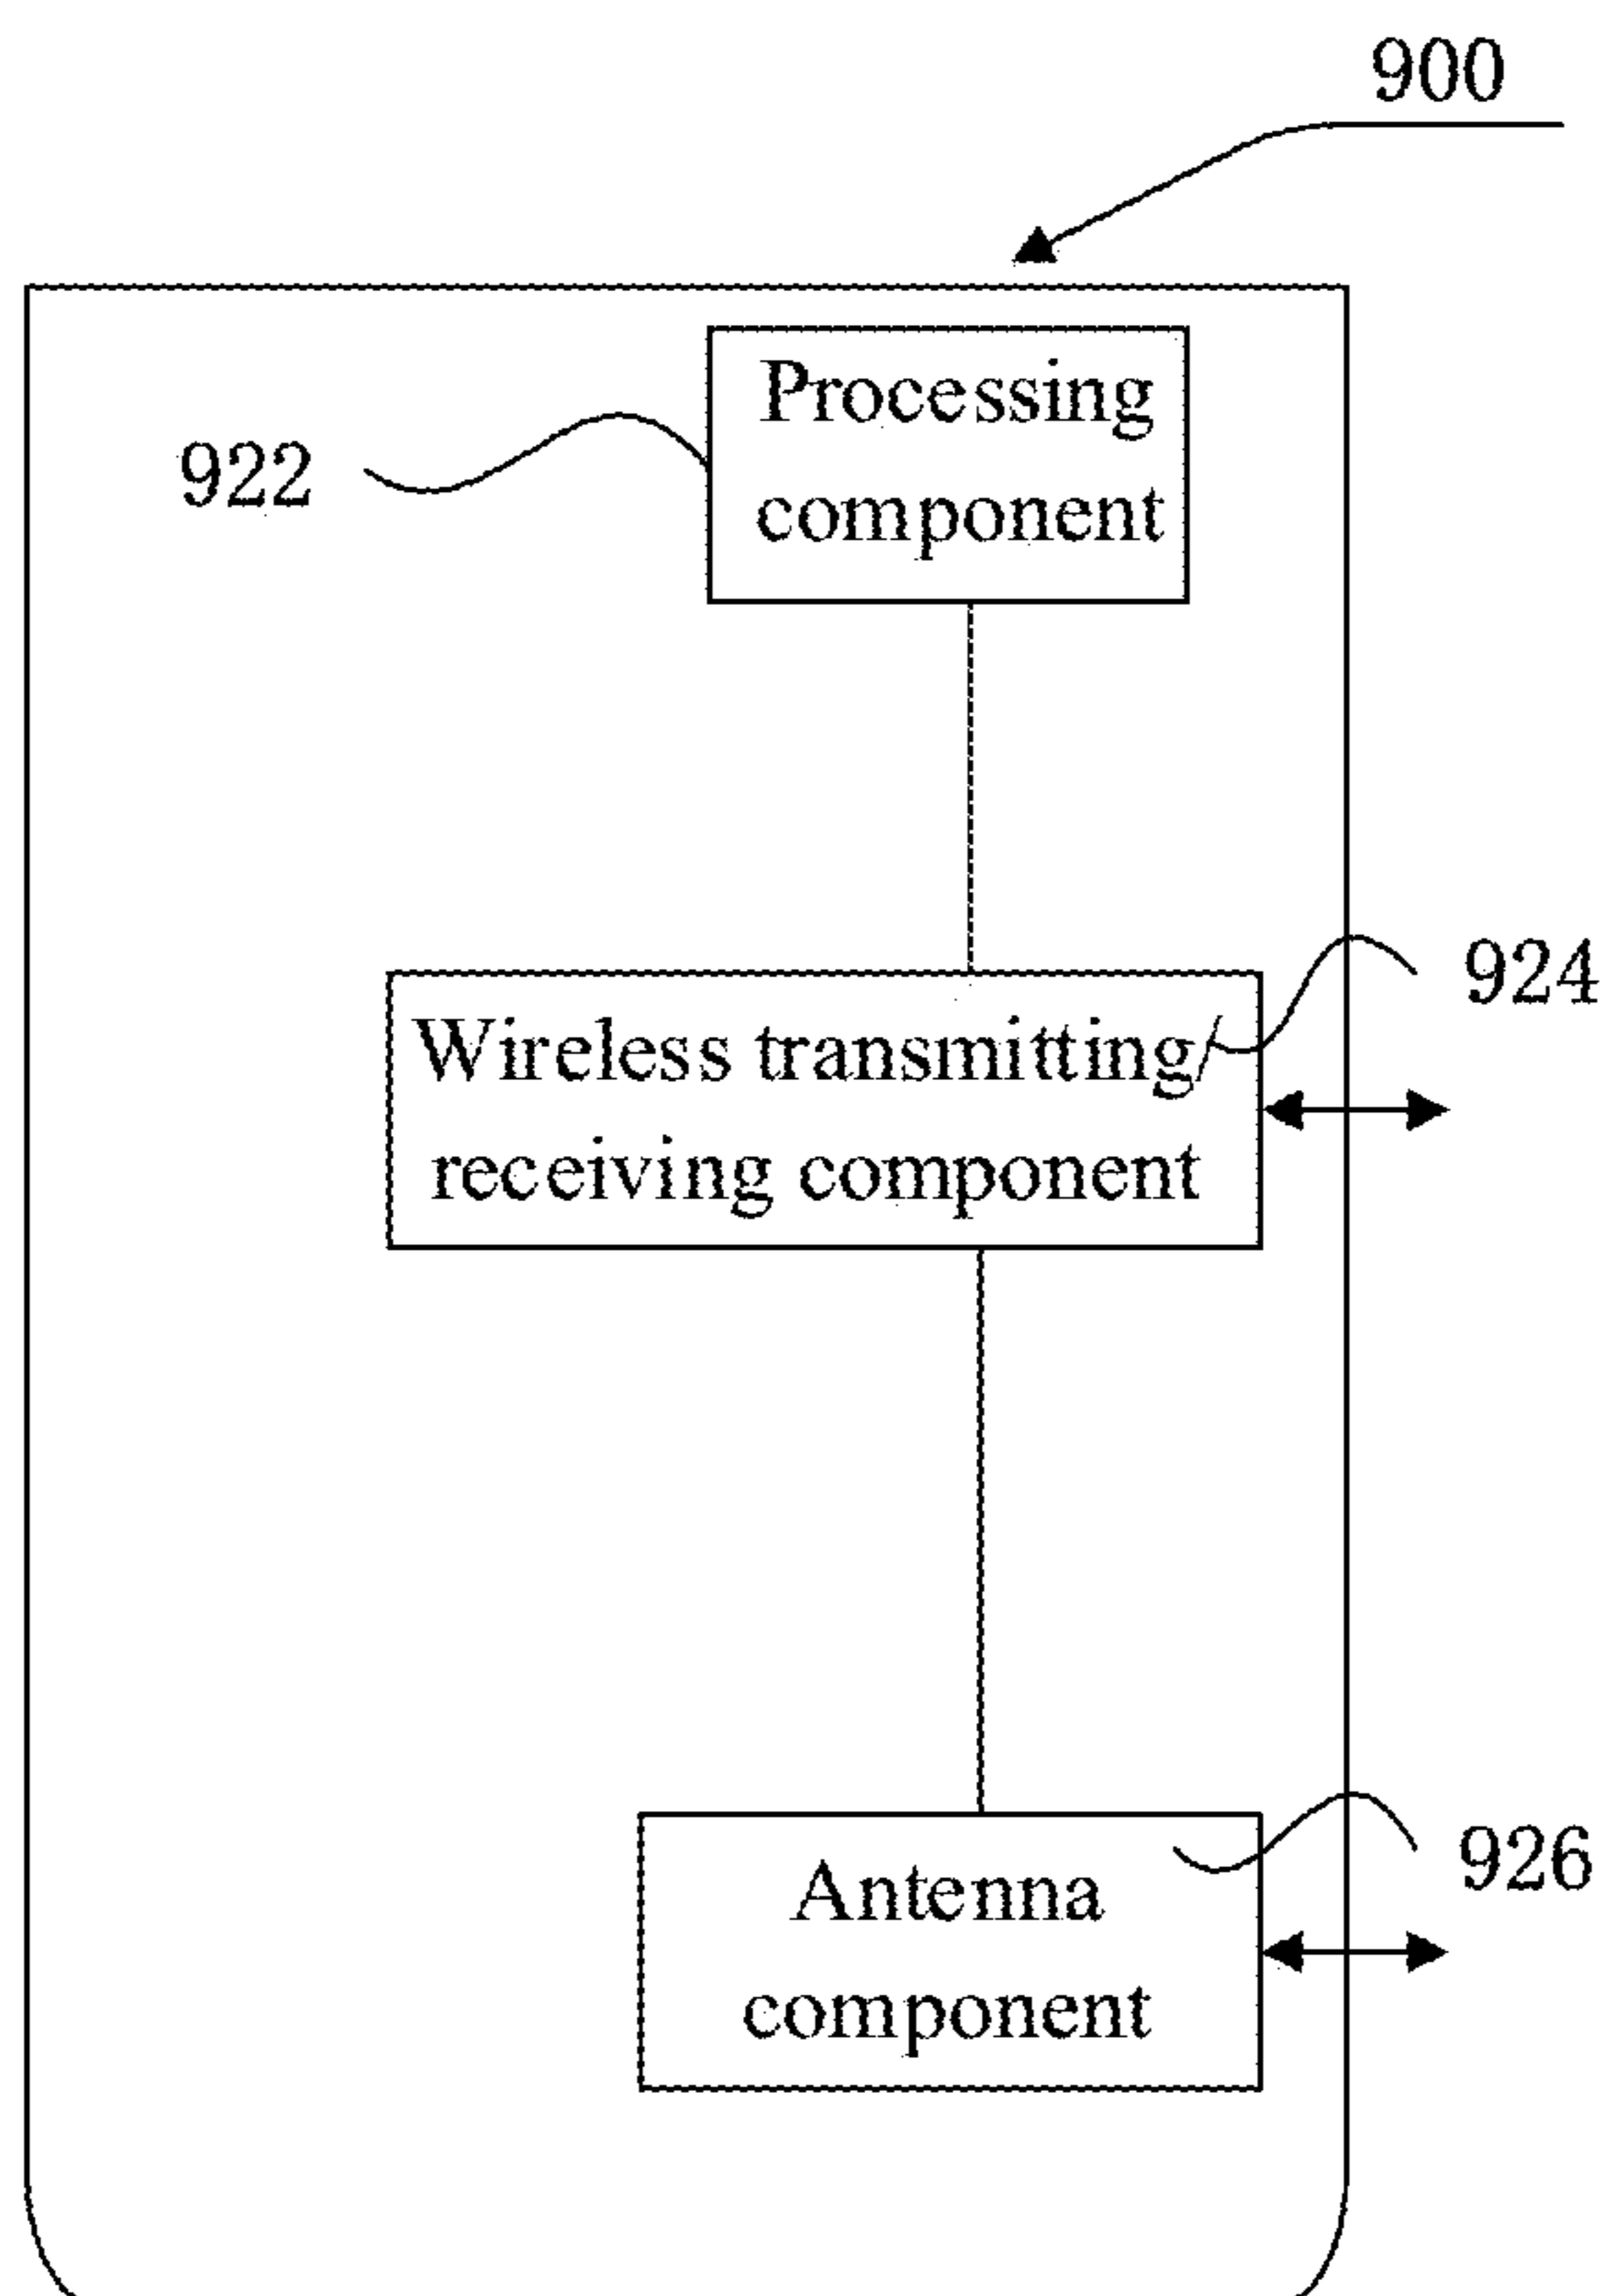 900
Processing
component
922
Wireless transmitting/
receiving component
924
Antenna
component
926